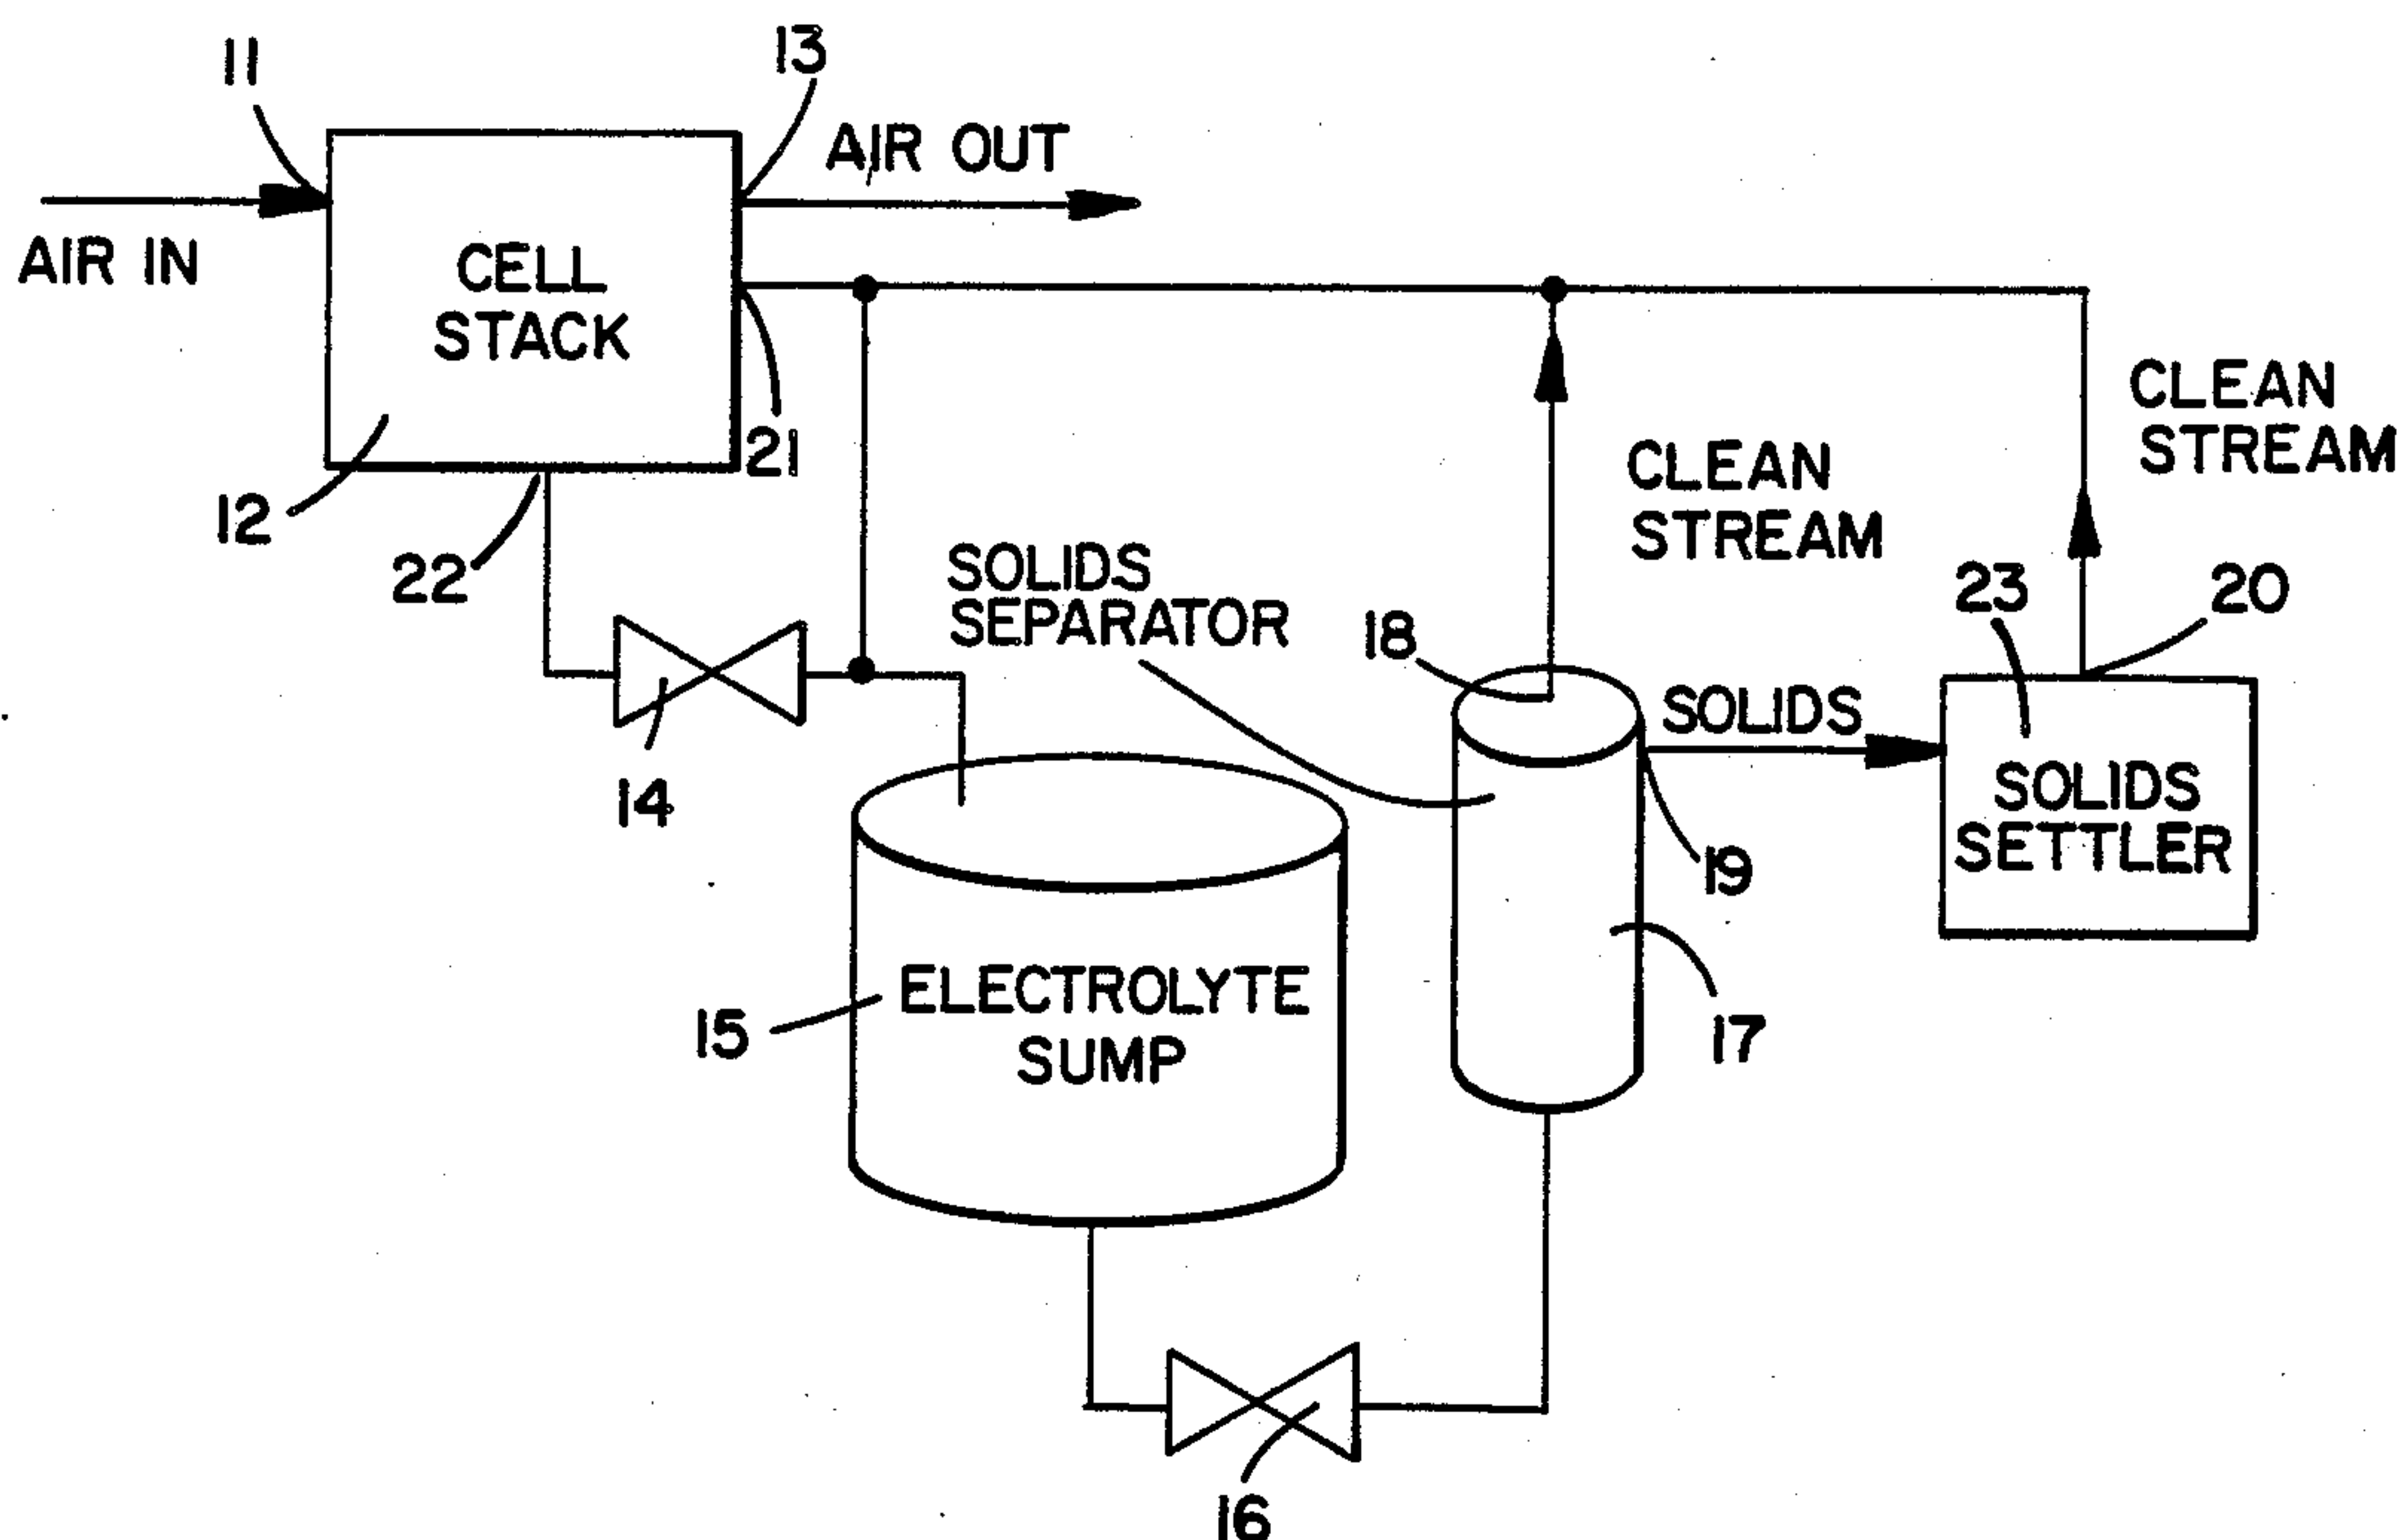 11
13
AIR OUT
AIR IN
CELL
STACK
21
12
22
CLEAN
STREAM
CLEAN
STREAM
SOLIDS
SEPARATOR
18
23
20
SOLIDS
14
SOLIDS
SETTLER
19
ELECTROLYTE
SUMP
15
17
16